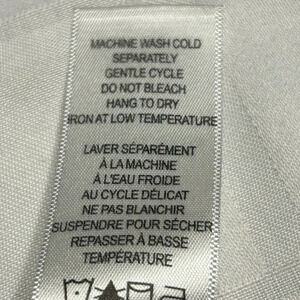 MACHINE WASH COLD
SEPARATELY
GENTLE CYCLE
DO NOT BLEACH
HANG TO DRY
IRON AT LOW TEMPERATURE
LAVER SÉPARÉMENT
À LA MACHINE
À L'EAU FROIDE
AU CYCLE DÉLICAT
NE PAS BLANCHIR
SUSPENDRE POUR SÉCHER
REPASSER À BASSE
TEMPÉRATURE